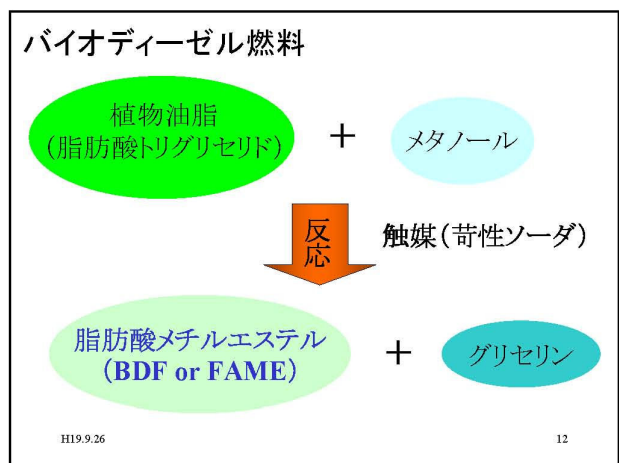 バイオディーゼル燃料
植物油脂
(脂肪酸トリグリセリド)
+
メタノール
反応
触媒(苛性ソーダ)
脂肪酸メチルエステル
(BDF or FAME)
+
グリセリン
H19.9.26
12